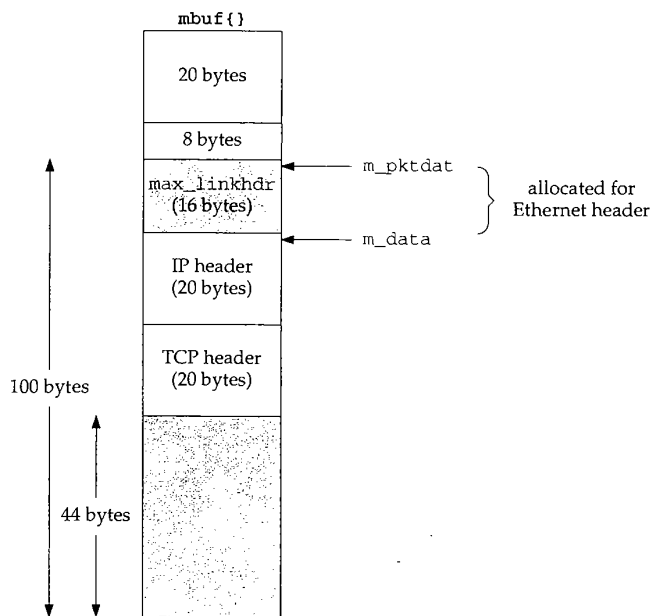 mbuf{}
20 bytes
8 bytes
m_pktdat
max_linkhdr
(16 bytes)
allocated for
Ethernet header
m_data
IP header
(20 bytes)
TCP header
(20 bytes)
100 bytes
44 bytes